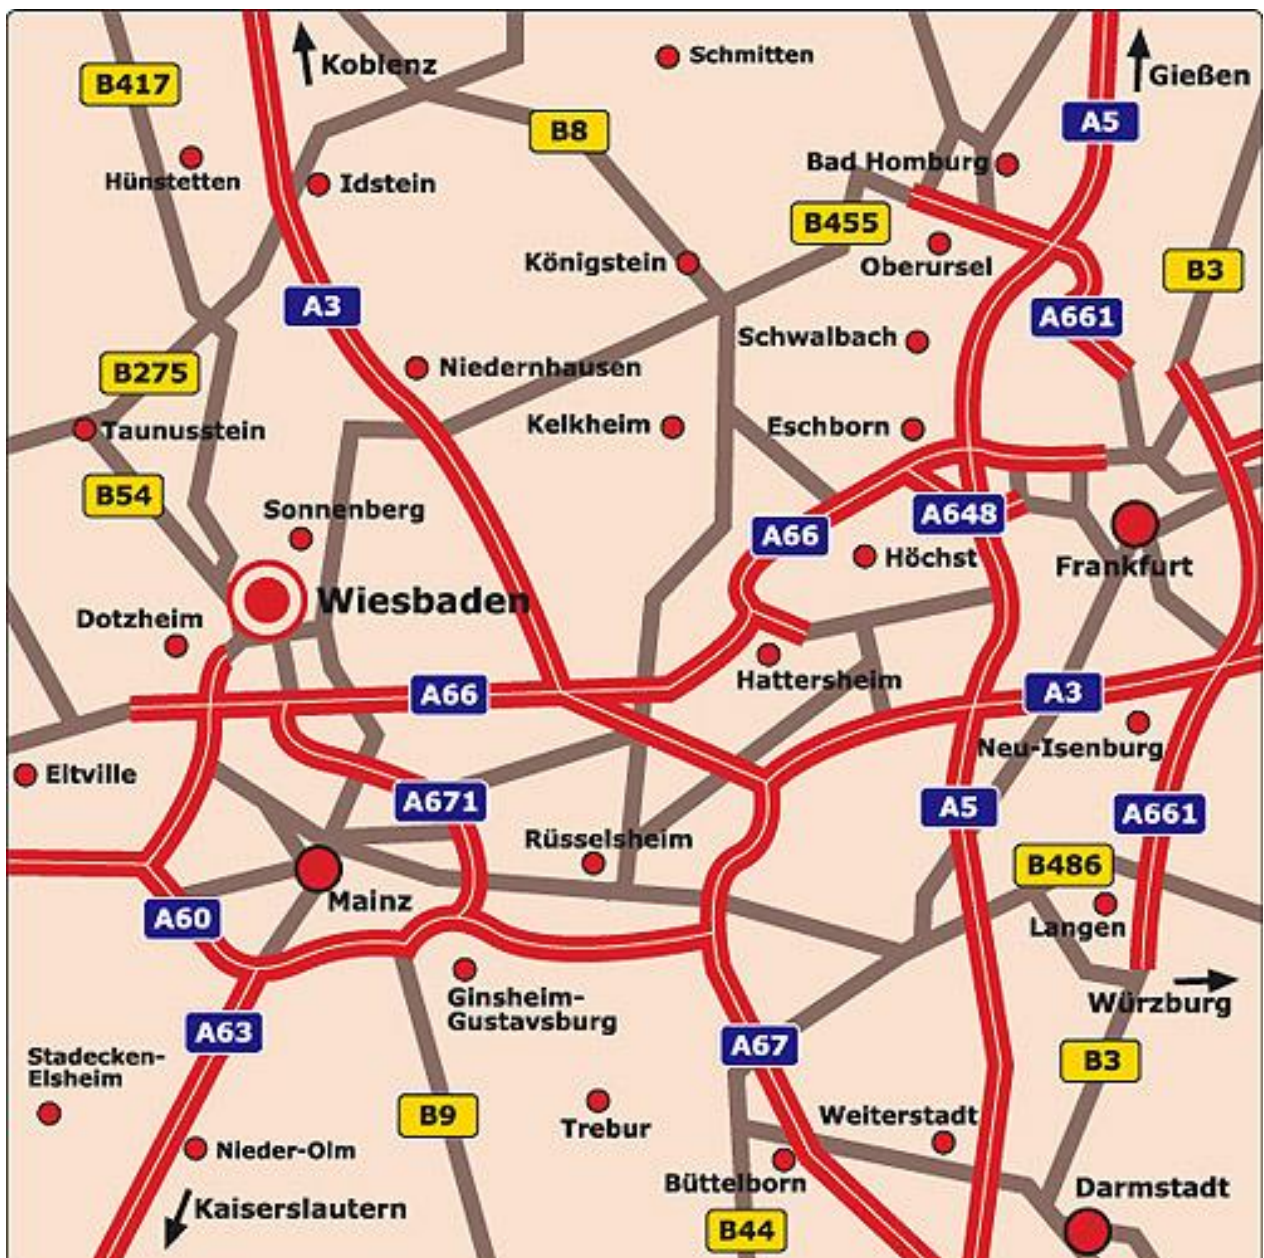 Koblenz
Schmitten
Gießen
B417
A5
B8
Bad Homburg
Hünstetten
Idstein
B455
Königstein
Oberursel
B3
A3
A661
Schwalbach
Niedernhausen
B275
Taunusstein
Kelkheim
Eschborn
B54
Sonnenberg
A648
A66
Höchst
Frankfurt
Wiesbaden
Dotzheim
Hattersheim
A66
A3
Neu-Isenburg
Eltville
A671
A5
A661
Rüsselsheim
B486
Mainz
A60
Langen
Ginsheim-
Gustavsburg
Würzburg
A63
A67
Stadecken-
Elsheim
B3
B9
Trebur
Weiterstadt
Nieder-Olm
Büttelborn
Darmstadt
Kaiserslautern
B44